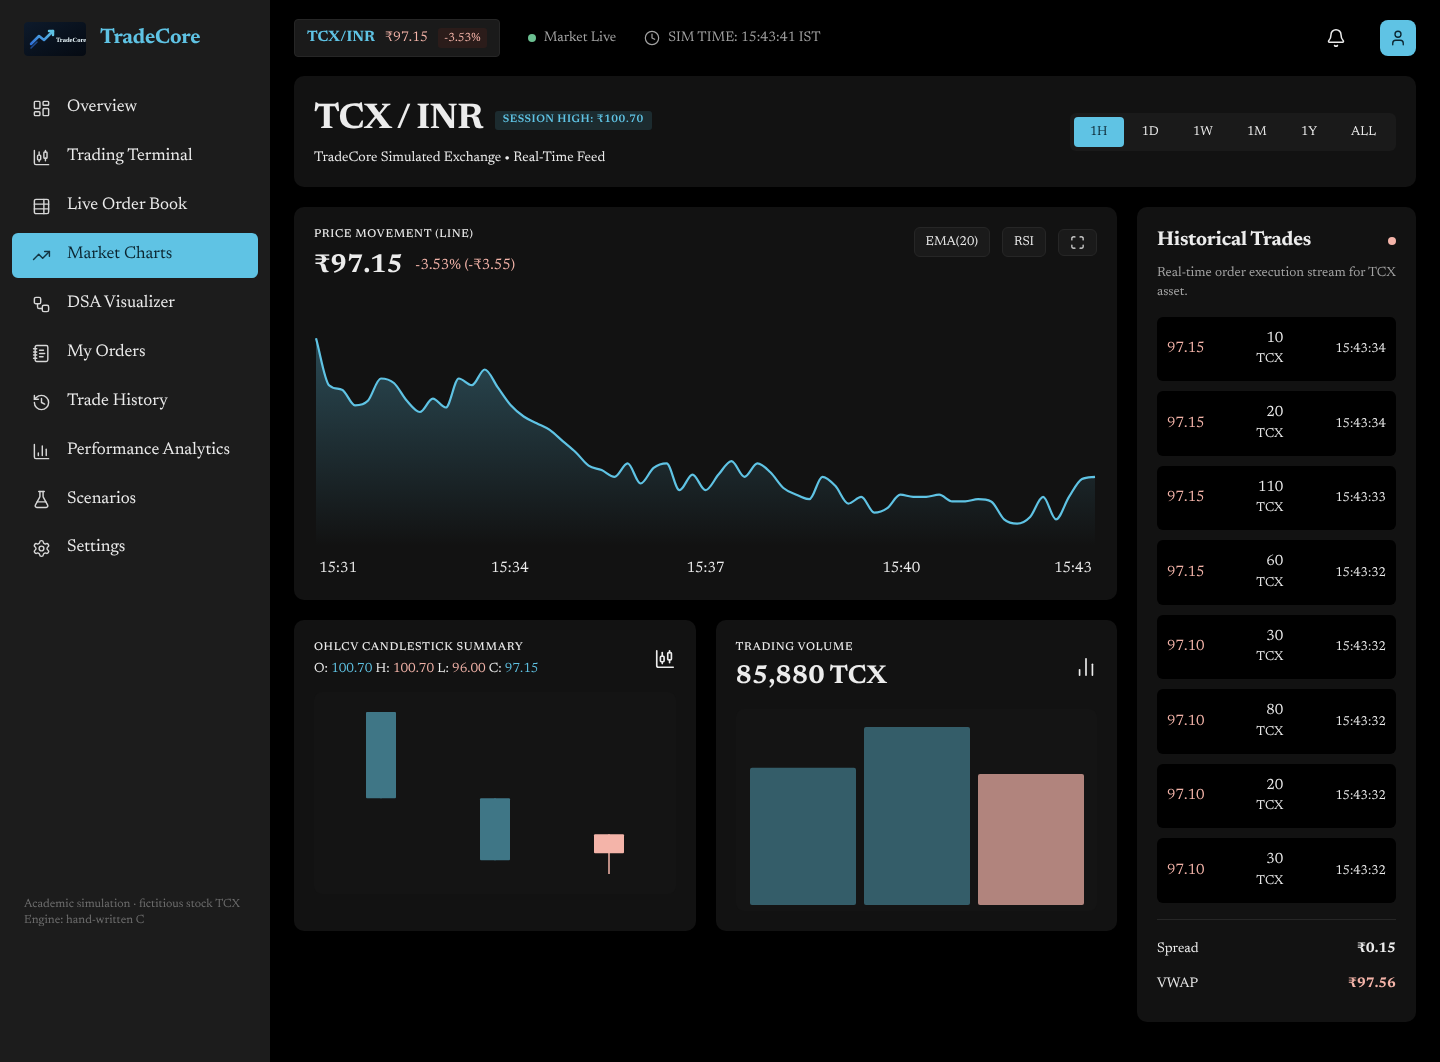 TradeCore
TradeCore
Overview
Trading Terminal
Live Order Book
Market Charts
DSA Visualizer
My Orders
Trade History
Performance Analytics
Scenarios
Settings
Academic simulation · fictitious stock TCX
Engine: hand-written C
TCX/INR ₹97.15 -3.53%
Market Live
SIM TIME: 15:43:41 IST
TCX / INR
SESSION HIGH: ₹100.70
TradeCore Simulated Exchange • Real-Time Feed
1H 1D 1W 1M 1Y ALL
PRICE MOVEMENT (LINE)
₹97.15 -3.53% (-₹3.55)
EMA(20) RSI
15:31 15:34 15:37 15:40 15:43
OHLCV CANDLESTICK SUMMARY
O: 100.70 H: 100.70 L: 96.00 C: 97.15
TRADING VOLUME
85,880 TCX
Historical Trades
Real-time order execution stream for TCX
asset.
97.15 10 TCX 15:43:34
97.15 20 TCX 15:43:34
97.15 110 TCX 15:43:33
97.15 60 TCX 15:43:32
97.10 30 TCX 15:43:32
97.10 80 TCX 15:43:32
97.10 20 TCX 15:43:32
97.10 30 TCX 15:43:32
Spread ₹0.15
VWAP ₹97.56